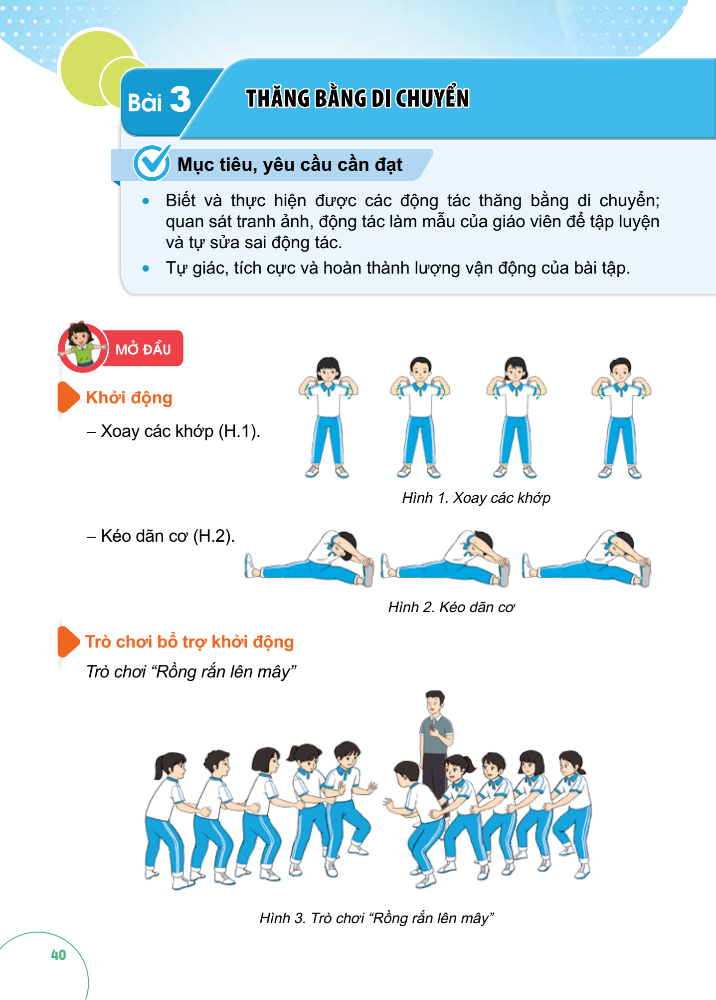 Bài 3
THĂNG BẰNG DI CHUYỂN
Mục tiêu, yêu cầu cần đạt
• Biết và thực hiện được các động tác thăng bằng di chuyển;
quan sát tranh ảnh, động tác làm mẫu của giáo viên để tập luyện
và tự sửa sai động tác.
• Tự giác, tích cực và hoàn thành lượng vận động của bài tập.
MỞ ĐẦU
Khởi động
– Xoay các khớp (H.1).
Hình 1. Xoay các khớp
– Kéo dãn cơ (H.2).
Hình 2. Kéo dãn cơ
Trò chơi bổ trợ khởi động
Trò chơi “Rồng rắn lên mây”
Hình 3. Trò chơi “Rồng rắn lên mây”
40